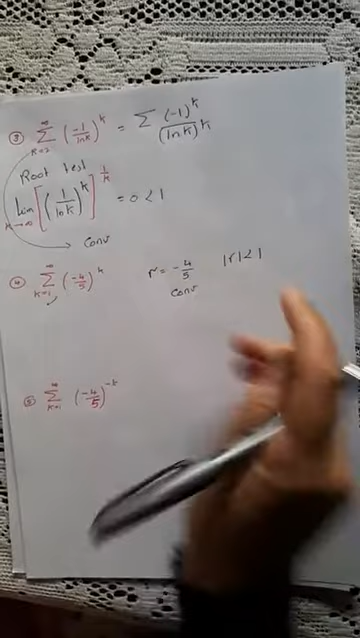 ③ ∞ Σ k=2 (-1/lnk)^k = Σ (-1)^k/(lnk)^k
Root test
lim k→∞ [(1/lnk)^k]^1/k = 0 < 1
Conv
④ ∞ Σ k=1 (-4/5)^k r = -4/5 |r| < 1
conv
⑤ ∞ Σ k=1 (-4/5)^-k